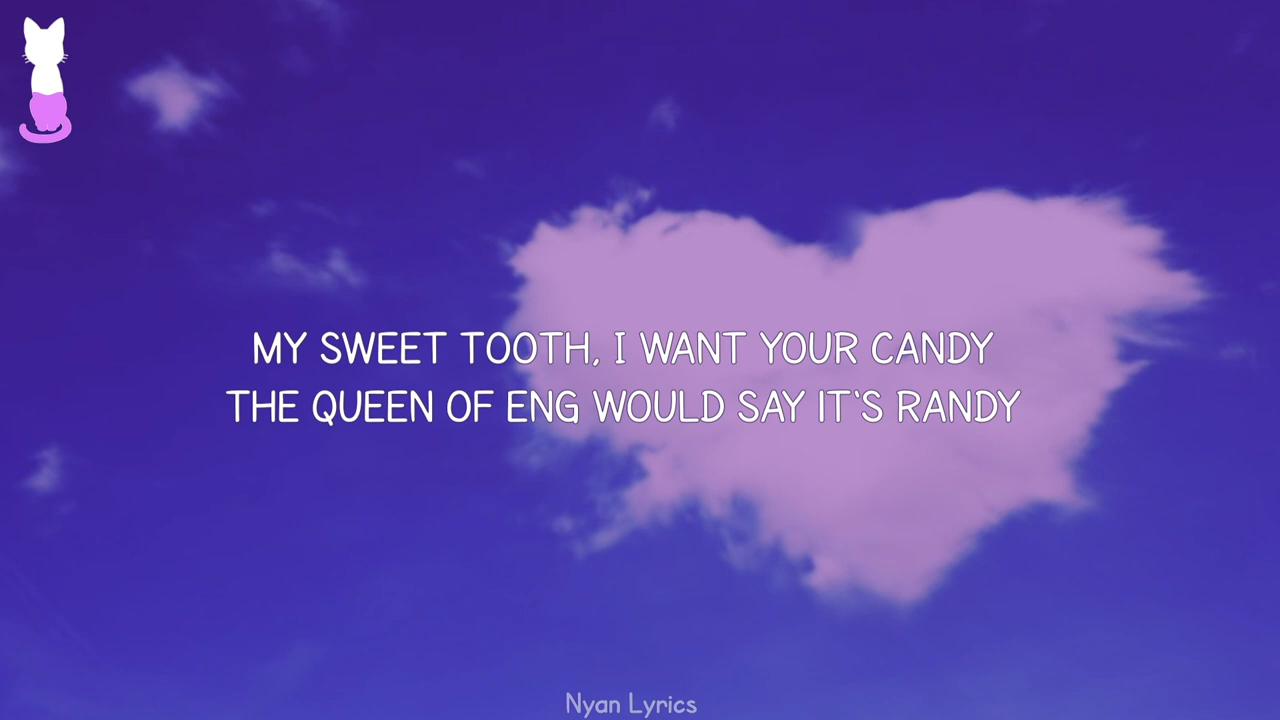 MY SWEET TOOTH, I WANT YOUR CANDY
THE QUEEN OF ENG WOULD SAY IT'S RANDY
Nyan Lyrics